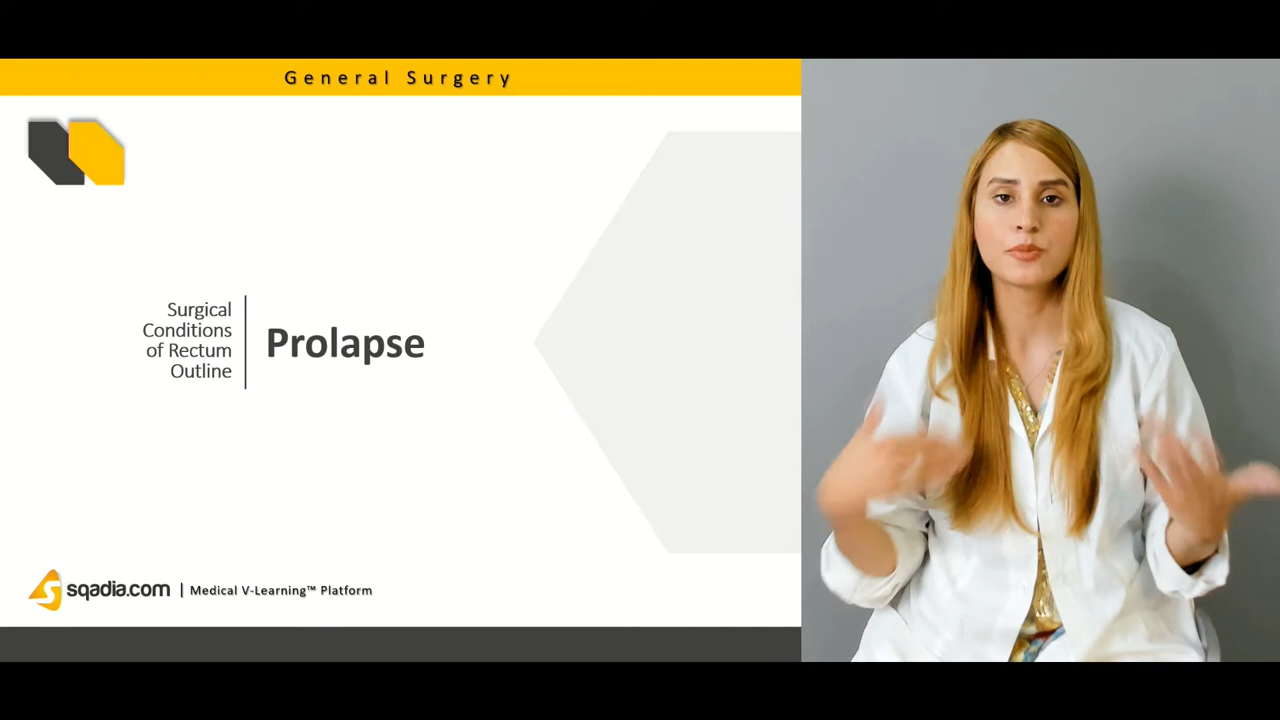 General Surgery
Surgical
Conditions
of Rectum
Outline
Prolapse
sqadia.com | Medical V-Learning™ Platform